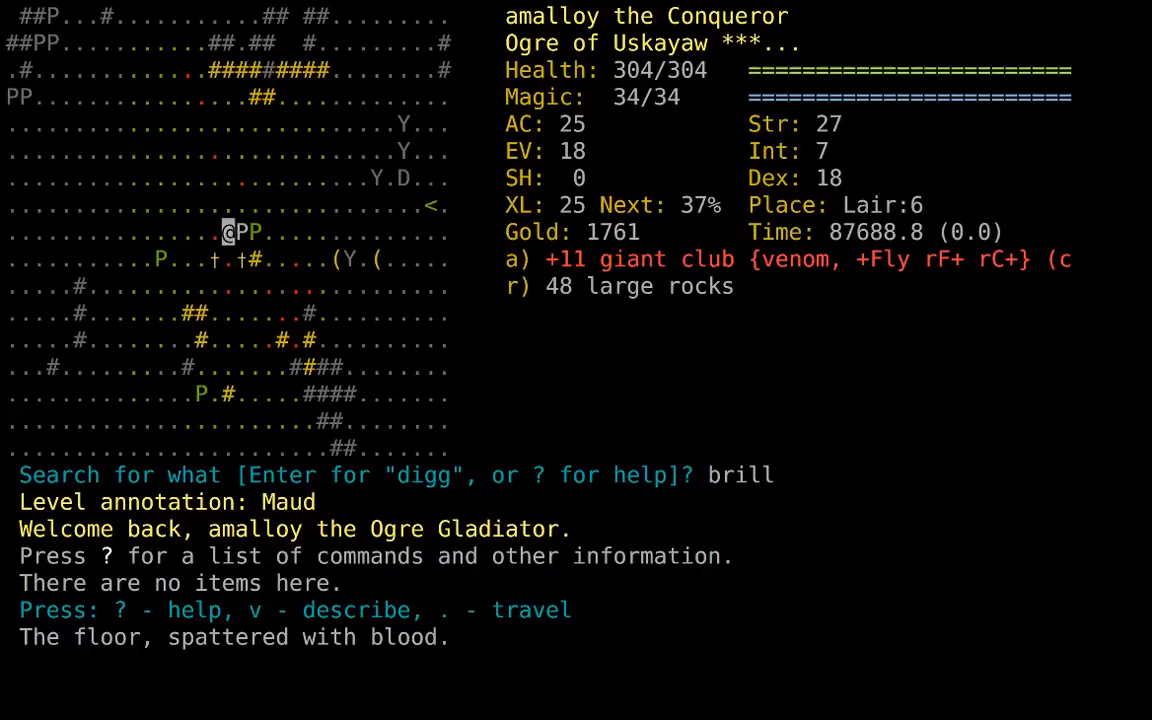 ##P...#...........## ##.........  amalloy the Conqueror
##PP...........##.##  #.........#  Ogre of Uskayaw ***...
.#.............#########........#  Health: 304/304  ========================
PP................##.............  Magic:  34/34    ========================
.............................Y...  AC: 25  Str: 27
.............................Y...  EV: 18  Int: 7
...........................Y.D...  SH:  0  Dex: 18
...............................<.  XL: 25 Next: 37%  Place: Lair:6
................@PP..............  Gold: 1761  Time: 87688.8 (0.0)
...........P...†.†#.....(Y.(.....  a) +11 giant club {venom, +Fly rF+ rC+} (c
.....#...........................  r) 48 large rocks
.....#.......##.......#..........
.....#........#.....#.#..........
...#.........#.......####........
..............P.#.....####.......
.......................##........
........................##.......
Search for what [Enter for "digg", or ? for help]? brill
Level annotation: Maud
Welcome back, amalloy the Ogre Gladiator.
Press ? for a list of commands and other information.
There are no items here.
Press: ? - help, v - describe, . - travel
The floor, spattered with blood.